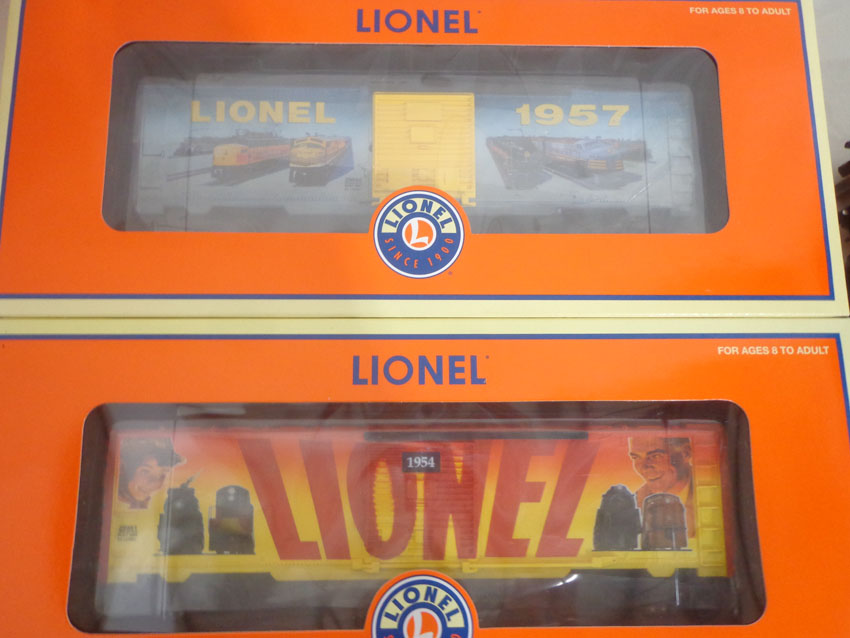 LIONEL
FOR AGES 8 TO ADULT
LIONEL 1957
LIONEL
SINCE 1900
LIONEL
FOR AGES 8 TO ADULT
1954
LIONEL
LIONEL